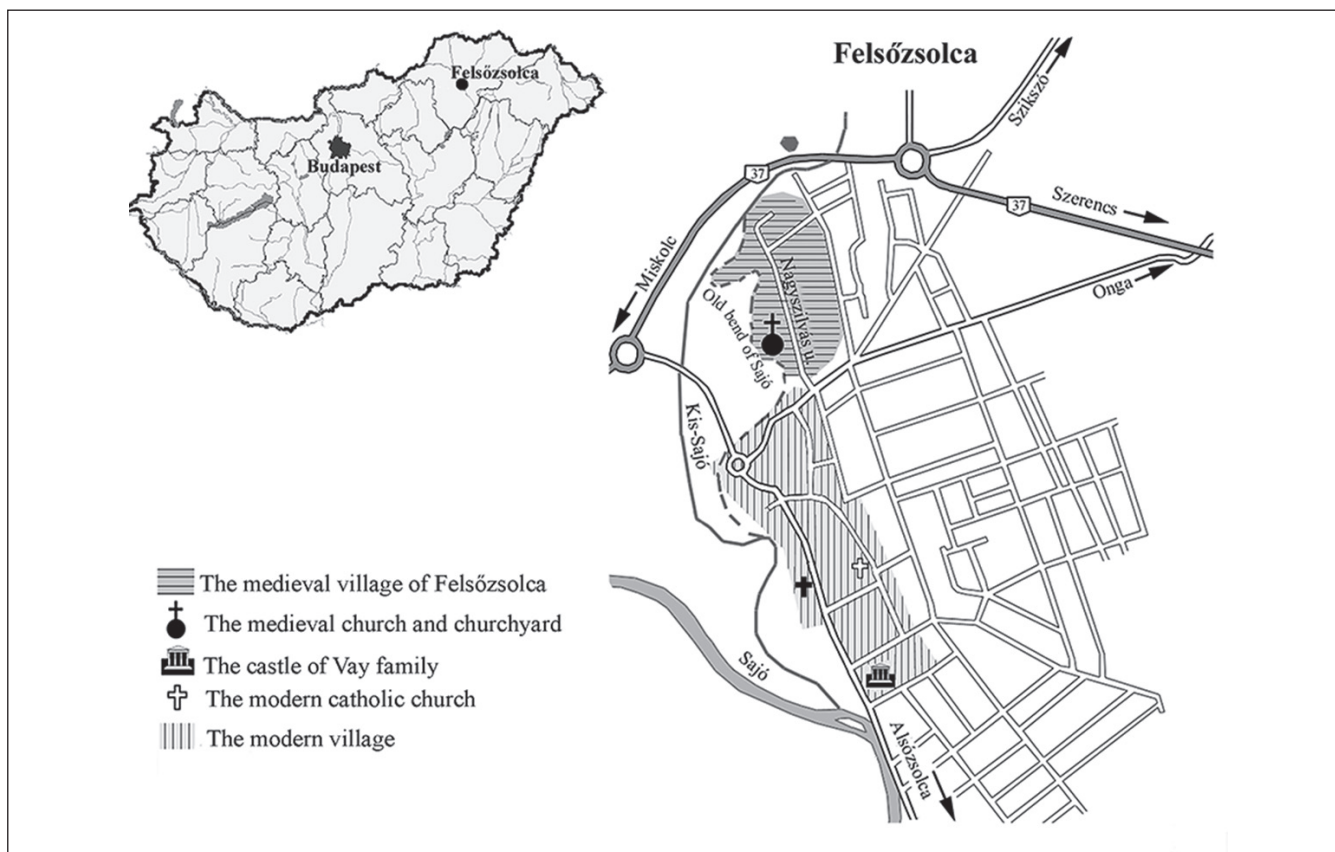 Felsőzsolca
Budapest
Felsőzsolca
Szikszó
37
Szerencs
37
Miskolc
Onga
Nagyszilvás u.
Old bend of Sajó
Kis-Sajó
Sajó
Alsózsolca
The medieval village of Felsőzsolca
The medieval church and churchyard
The castle of Vay family
The modern catholic church
The modern village